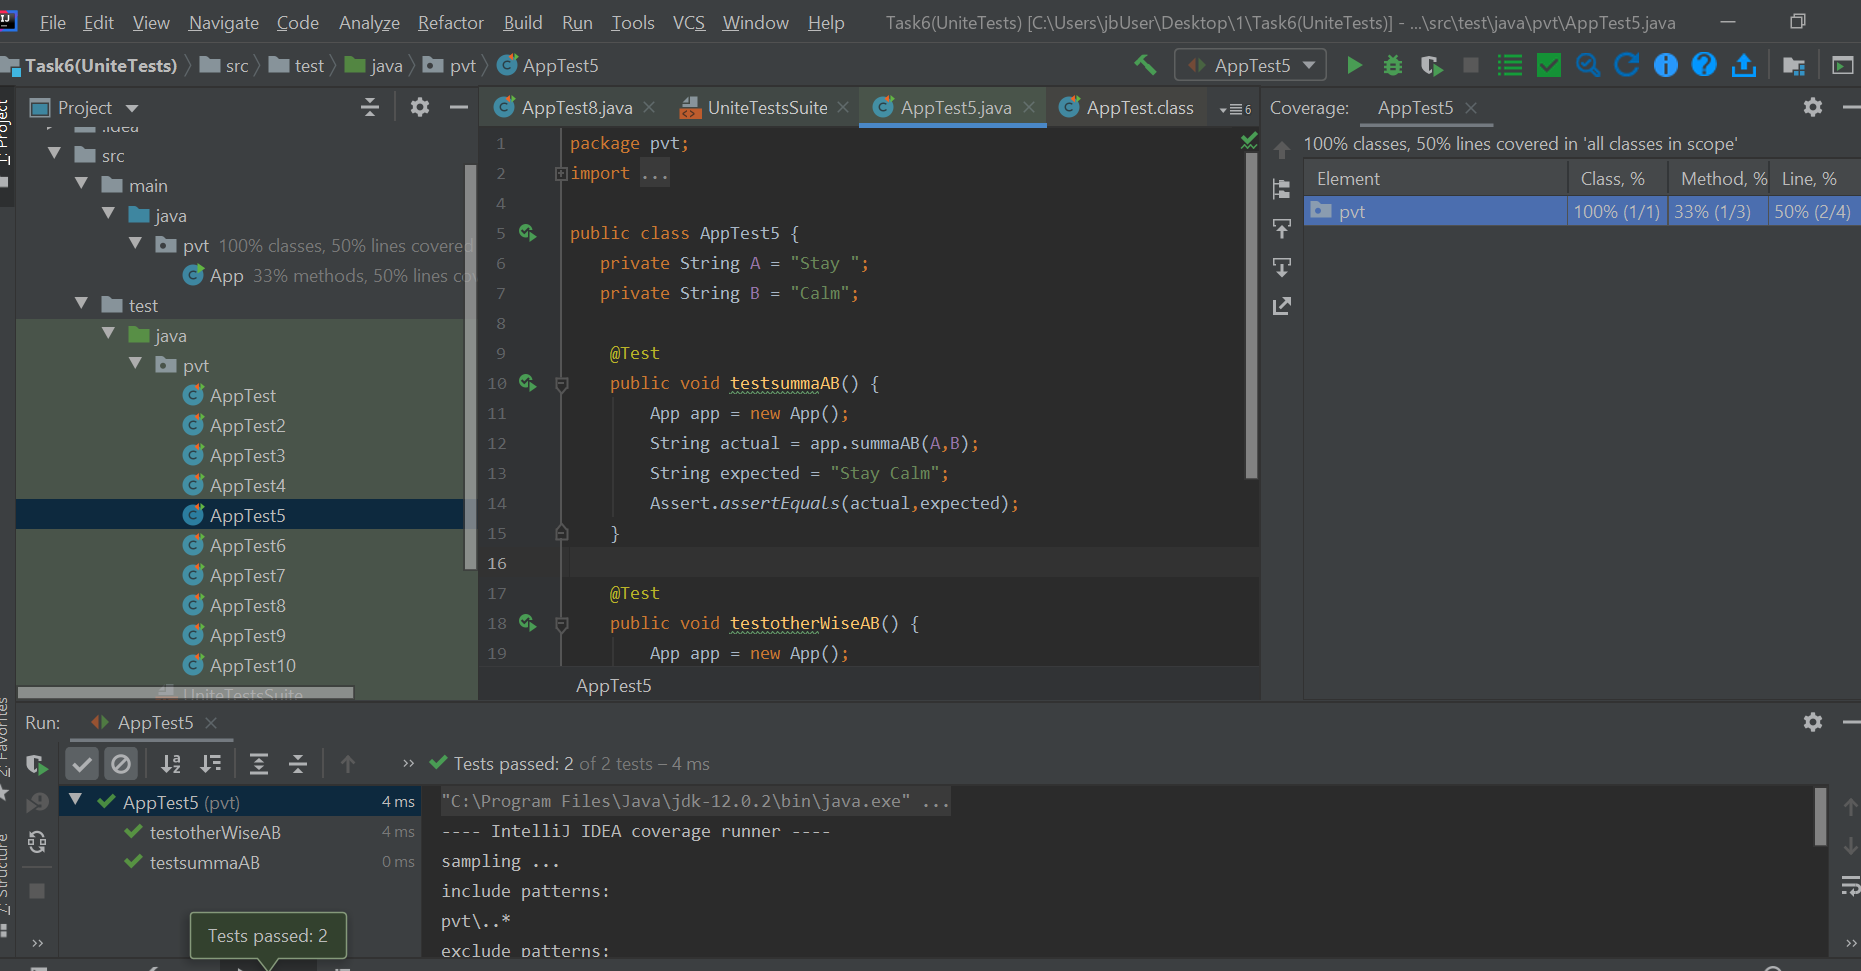 File Edit View Navigate Code Analyze Refactor Build Run Tools VCS Window Help Task6(UniteTests) [C:\Users\jbUser\Desktop\1\Task6(UniteTests)] - ...\src\test\java\pvt\AppTest5.java
Task6(UniteTests) src test java pvt AppTest5
AppTest5
1: Project
Project
.idea
src
main
java
pvt 100% classes, 50% lines covered
App 33% methods, 50% lines co
test
java
pvt
AppTest
AppTest2
AppTest3
AppTest4
AppTest5
AppTest6
AppTest7
AppTest8
AppTest9
AppTest10
UniteTestsSuite
AppTest8.java UniteTestsSuite AppTest5.java AppTest.class 6
1 package pvt;
2 import ...
4
5 public class AppTest5 {
6 private String A = "Stay ";
7 private String B = "Calm";
8
9 @Test
10 public void testsummaAB() {
11 App app = new App();
12 String actual = app.summaAB(A,B);
13 String expected = "Stay Calm";
14 Assert.assertEquals(actual,expected);
15 }
16
17 @Test
18 public void testotherWiseAB() {
19 App app = new App();
AppTest5
Coverage: AppTest5
100% classes, 50% lines covered in 'all classes in scope'
Element Class, % Method, % Line, %
pvt 100% (1/1) 33% (1/3) 50% (2/4)
2: Favorites
7: Structure
Run: AppTest5
Tests passed: 2 of 2 tests – 4 ms
AppTest5 (pvt) 4 ms
testotherWiseAB 4 ms
testsummaAB 0 ms
"C:\Program Files\Java\jdk-12.0.2\bin\java.exe" ...
---- IntelliJ IDEA coverage runner ----
sampling ...
include patterns:
pvt\..*
exclude patterns:
Tests passed: 2